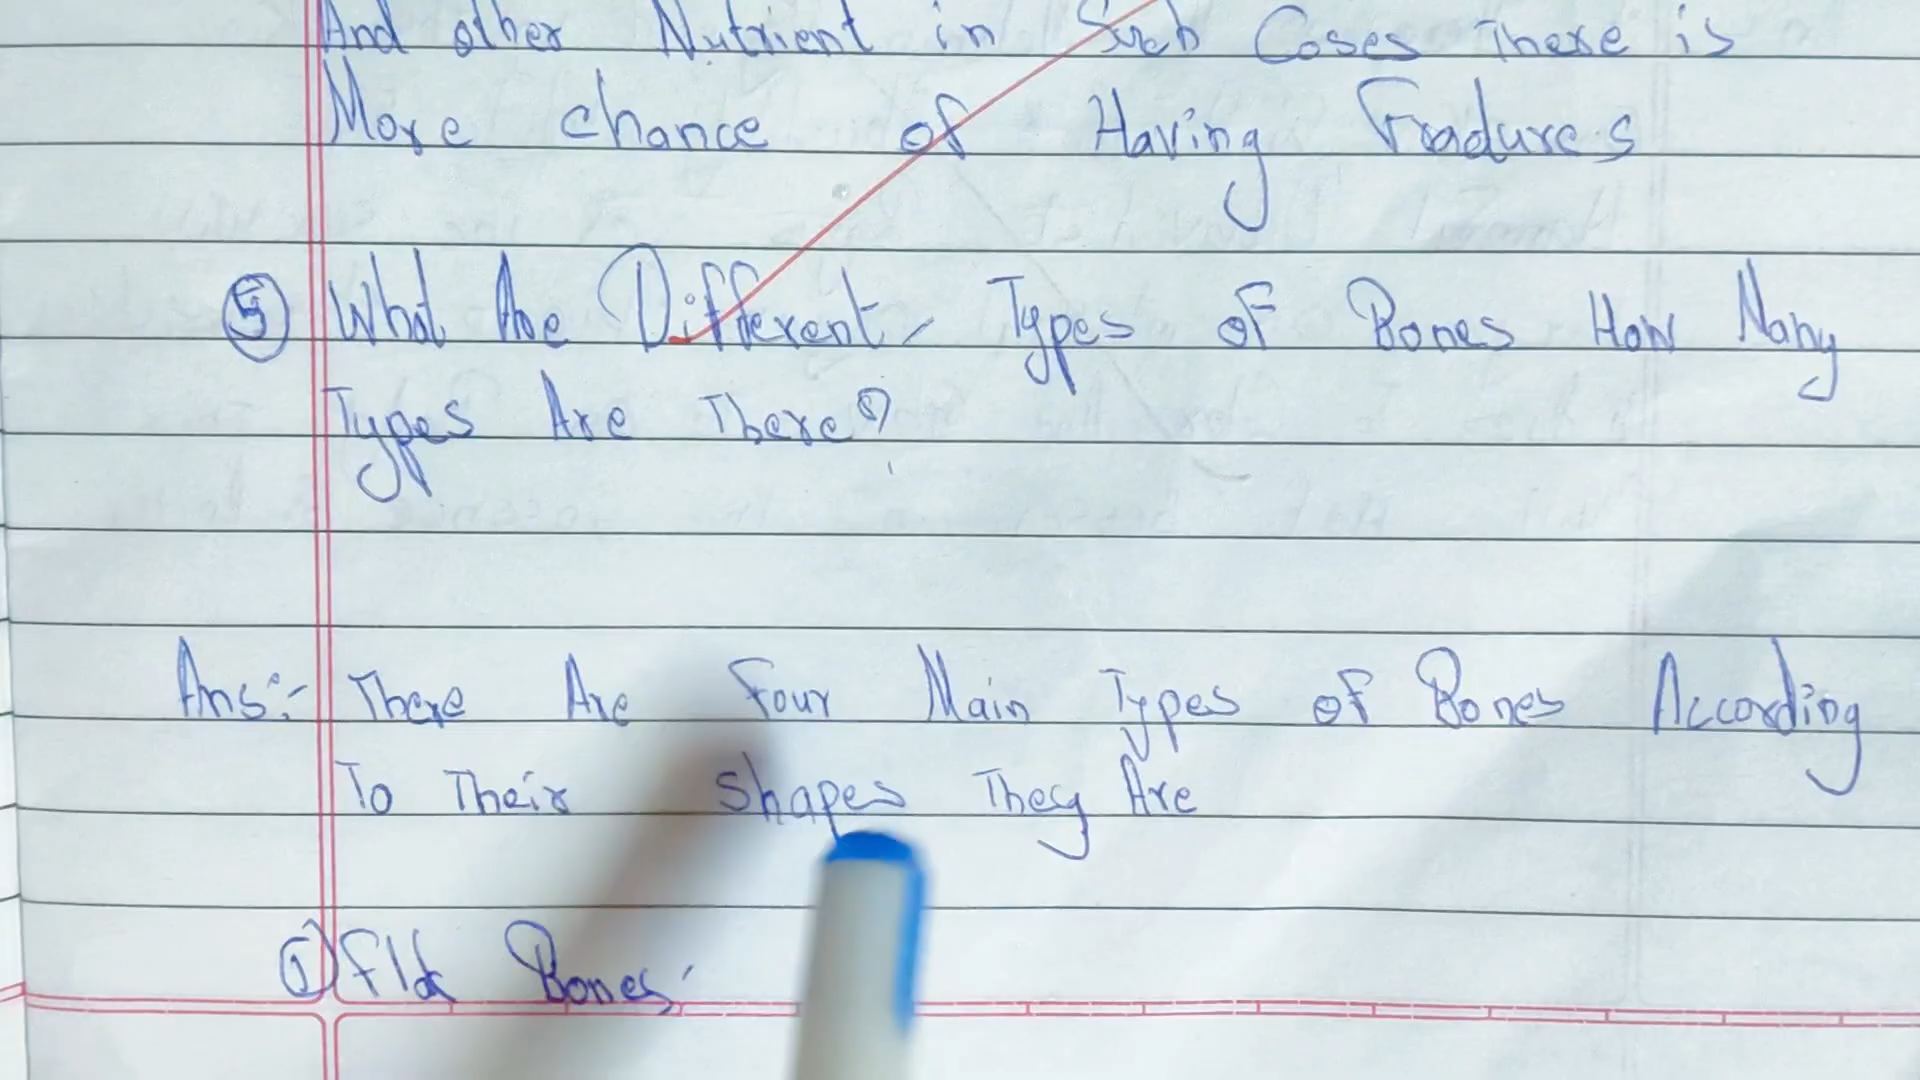 And other Nutrient in Such Cases There is
More chance of Having Fradures
5 What Are Different Types of Bones How Many
Types Are There?
Ans:- There Are Four Main Types of Bones According
To Their Shapes They Are
1) Flat Bones: